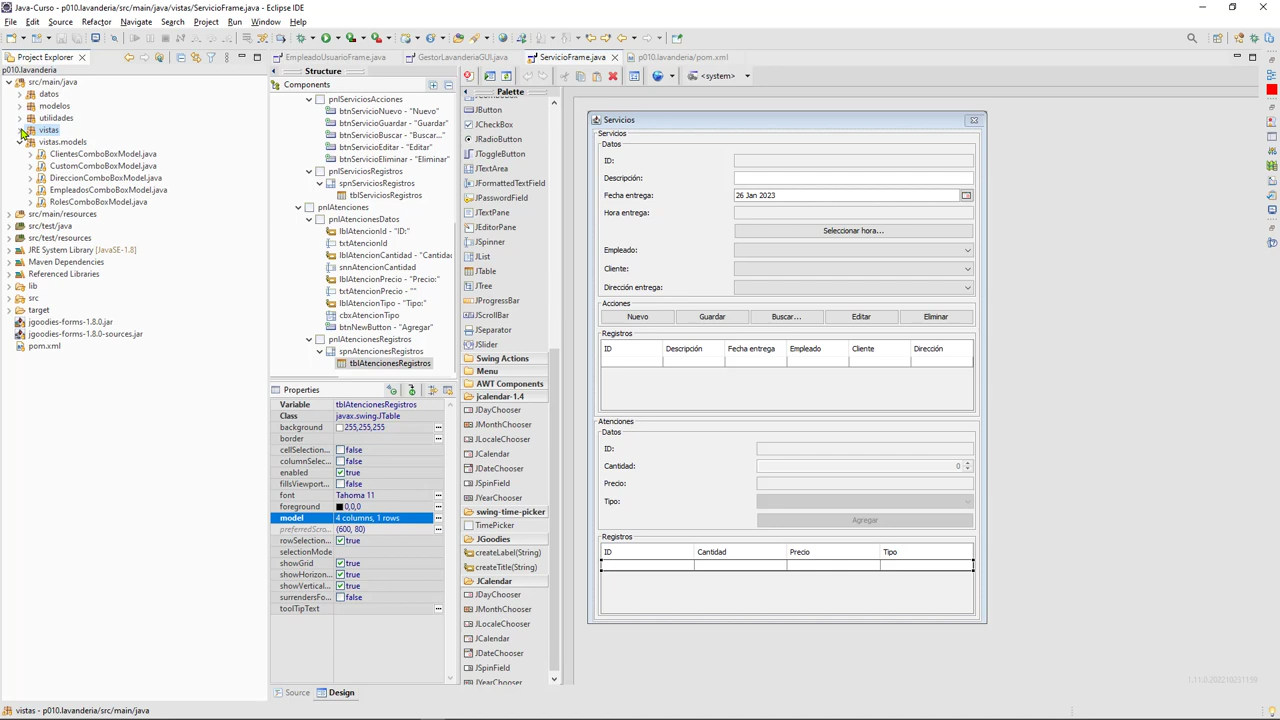 Java-Curso - p010.lavanderia/src/main/java/vistas/ServicioFrame.java - Eclipse IDE
File Edit Source Refactor Navigate Search Project Run Window Help
Project Explorer
p010.lavanderia
src/main/java
datos
modelos
utilidades
vistas
vistas.models
ClientesComboBoxModel.java
CustomComboBoxModel.java
DireccionComboBoxModel.java
EmpleadosComboBoxModel.java
RolesComboBoxModel.java
src/main/resources
src/test/java
src/test/resources
JRE System Library [JavaSE-1.8]
Maven Dependencies
Referenced Libraries
lib
src
target
jgoodies-forms-1.8.0.jar
jgoodies-forms-1.8.0-sources.jar
pom.xml
EmpleadoUsuarioFrame.java
GestorLavanderiaGUI.java
ServicioFrame.java
p010.lavanderia/pom.xml
Structure
Components
pnlServiciosAcciones
btnServicioNuevo - "Nuevo"
btnServicioGuardar - "Guardar"
btnServicioBuscar - "Buscar..."
btnServicioEditar - "Editar"
btnServicioEliminar - "Eliminar"
pnlServiciosRegistros
spnServiciosRegistros
tblServiciosRegistros
pnlAtenciones
pnlAtencionesDatos
lblAtencionId - "ID:"
txtAtencionId
lblAtencionCantidad - "Cantidad
snnAtencionCantidad
lblAtencionPrecio - "Precio:"
txtAtencionPrecio - ""
lblAtencionTipo - "Tipo:"
cbxAtencionTipo
btnNewButton - "Agregar"
pnlAtencionesRegistros
spnAtencionesRegistros
tblAtencionesRegistros
Properties
Variable tblAtencionesRegistros
Class javax.swing.JTable
background 255,255,255
border
cellSelection... false
columnSelec... false
enabled true
fillsViewport... false
font Tahoma 11
foreground 0,0,0
model 4 columns, 1 rows
preferredScro... (600, 80)
rowSelection... true
selectionMode
showGrid true
showHorizon... true
showVertical... true
surrendersFo... false
toolTipText
Source Design
<system>
Palette
JButton
JCheckBox
JRadioButton
JToggleButton
JTextArea
JFormattedTextField
JPasswordField
JTextPane
JEditorPane
JSpinner
JList
JTable
JTree
JProgressBar
JScrollBar
JSeparator
JSlider
Swing Actions
Menu
AWT Components
jcalendar-1.4
JDayChooser
JMonthChooser
JLocaleChooser
JCalendar
JDateChooser
JSpinField
JYearChooser
swing-time-picker
TimePicker
JGoodies
createLabel(String)
createTitle(String)
JCalendar
JDayChooser
JMonthChooser
JLocaleChooser
JCalendar
JDateChooser
JSpinField
JYearChooser
Servicios
Servicios
Datos
ID:
Descripción:
Fecha entrega: 26 Jan 2023
Hora entrega:
Seleccionar hora...
Empleado:
Cliente:
Dirección entrega:
Acciones
Nuevo Guardar Buscar... Editar Eliminar
Registros
ID Descripción Fecha entrega Empleado Cliente Dirección
Atenciones
Datos
ID:
Cantidad: 0
Precio:
Tipo:
Agregar
Registros
ID Cantidad Precio Tipo
1.11.0.202210231159
vistas - p010.lavanderia/src/main/java